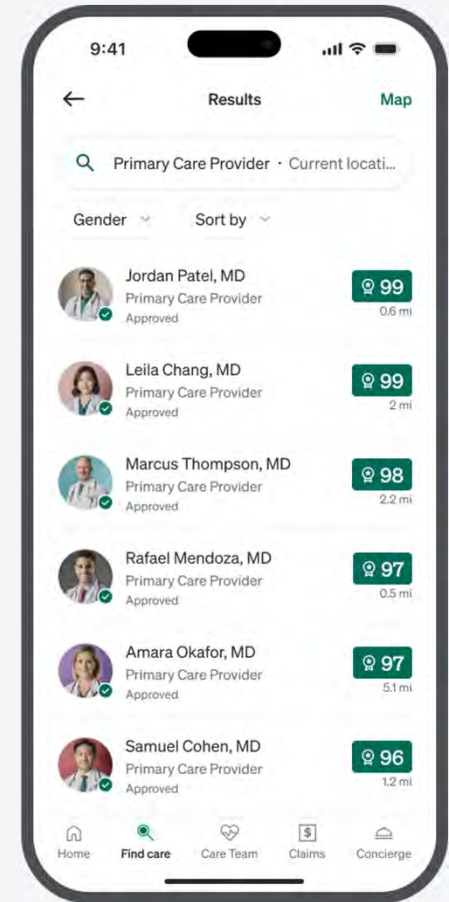 9:41
Results
Map
Primary Care Provider · Current locati...
Gender
Sort by
Jordan Patel, MD
Primary Care Provider
Approved
99
0.6 mi
Leila Chang, MD
Primary Care Provider
Approved
99
2 mi
Marcus Thompson, MD
Primary Care Provider
Approved
98
2.2 mi
Rafael Mendoza, MD
Primary Care Provider
Approved
97
0.5 mi
Amara Okafor, MD
Primary Care Provider
Approved
97
5.1 mi
Samuel Cohen, MD
Primary Care Provider
Approved
96
1.2 mi
$
Home
Find care
Care Team
Claims
Concierge